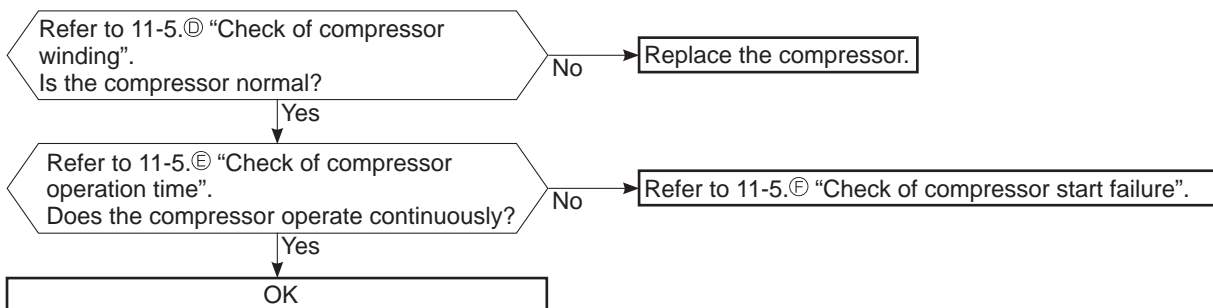 Refer to 11-5.Ⓓ “Check of compressor
winding”.
Is the compressor normal?
No
Replace the compressor.
Yes
Refer to 11-5.Ⓔ “Check of compressor
operation time”.
Does the compressor operate continuously?
No
Refer to 11-5.Ⓕ “Check of compressor start failure”.
Yes
OK